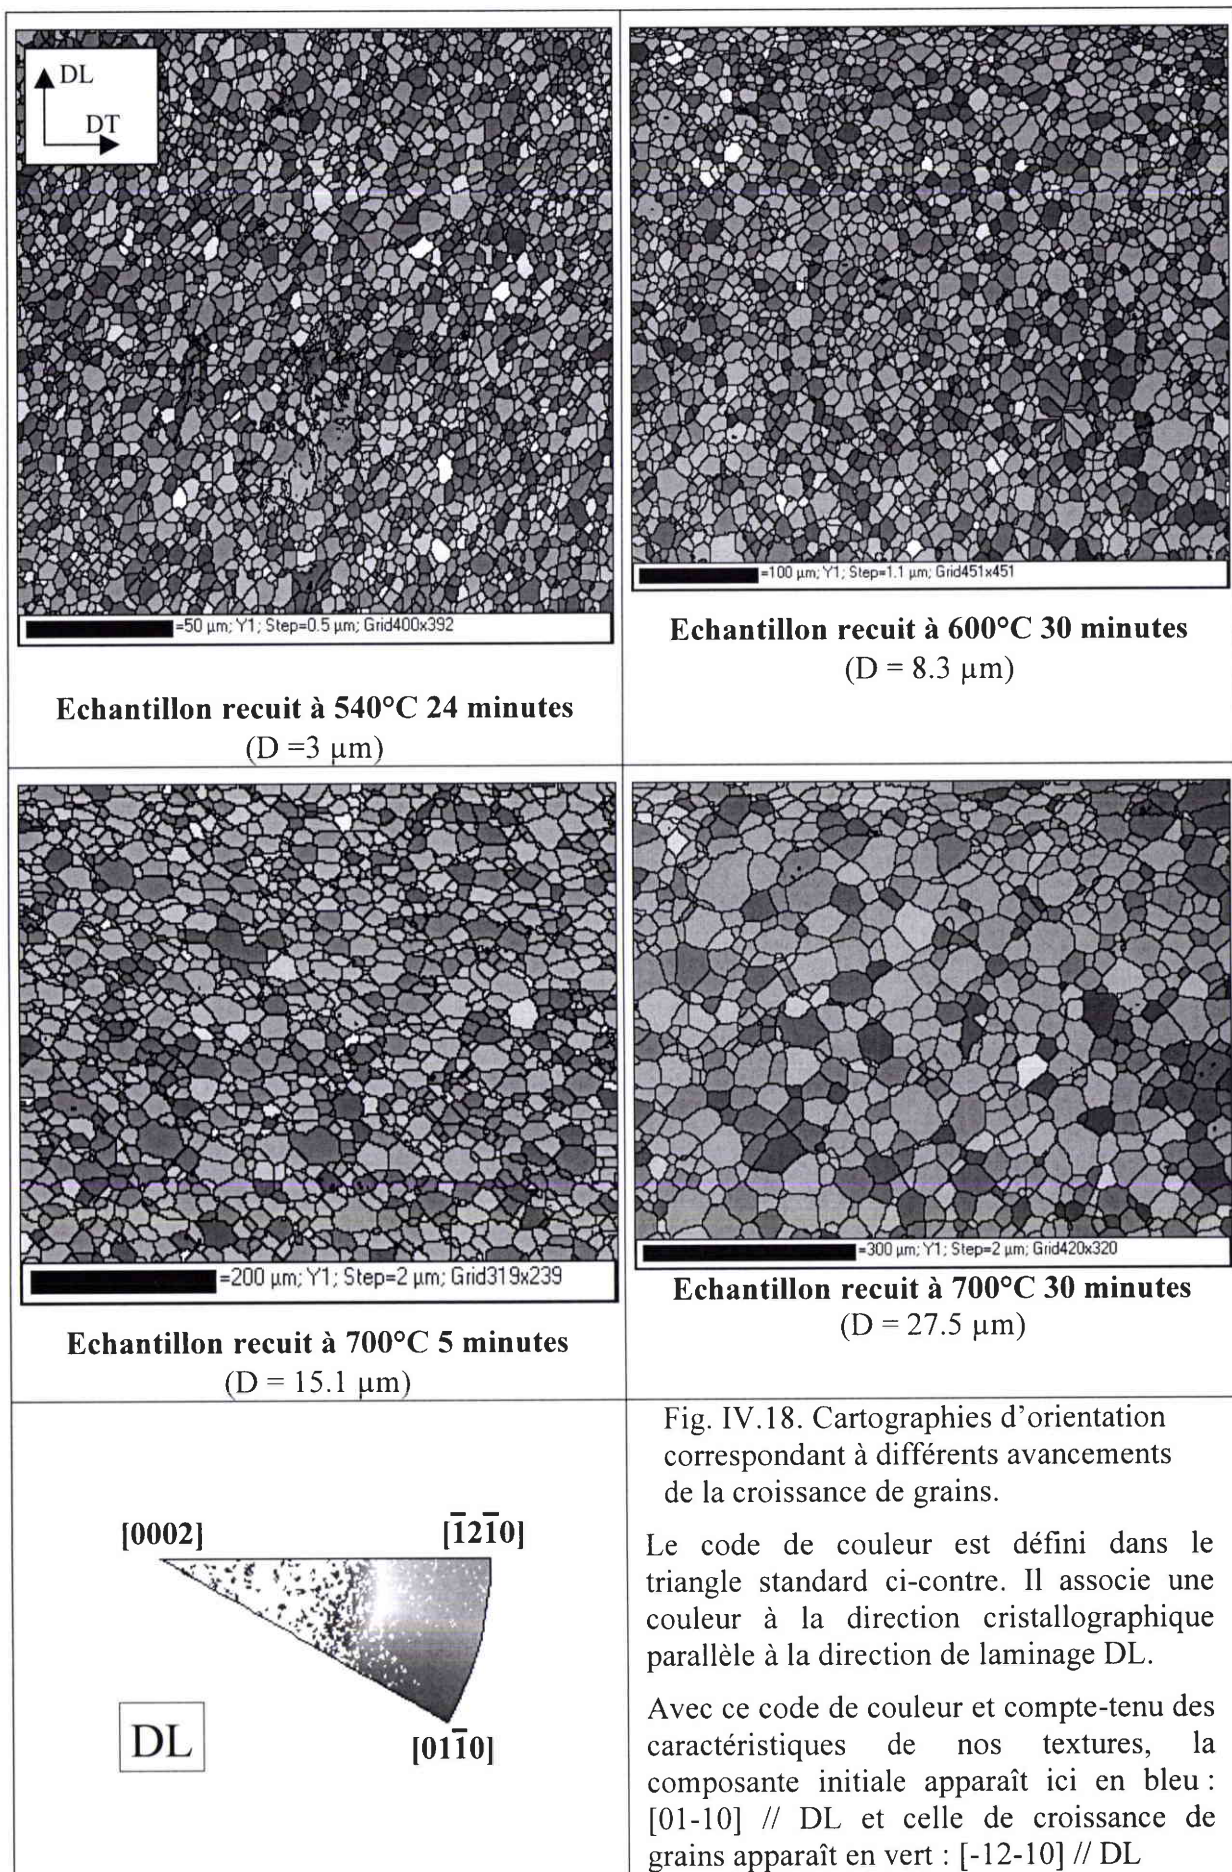 DL
DT
=50 µm; Y1; Step=0.5 µm; Grid400x392
Echantillon recuit à 540°C 24 minutes
(D =3 µm)
=100 µm; Y1; Step=1.1 µm; Grid451x451
Echantillon recuit à 600°C 30 minutes
(D = 8.3 µm)
=200 µm; Y1; Step=2 µm; Grid319x239
Echantillon recuit à 700°C 5 minutes
(D = 15.1 µm)
=300 µm; Y1; Step=2 µm; Grid420x320
Echantillon recuit à 700°C 30 minutes
(D = 27.5 µm)
[0002]
[1̅21̅0]
[011̅0]
DL
Fig. IV.18. Cartographies d’orientation
correspondant à différents avancements
de la croissance de grains.
Le code de couleur est défini dans le
triangle standard ci-contre. Il associe une
couleur à la direction cristallographique
parallèle à la direction de laminage DL.
Avec ce code de couleur et compte-tenu des
caractéristiques de nos textures, la
composante initiale apparaît ici en bleu :
[01-10] // DL et celle de croissance de
grains apparaît en vert : [-12-10] // DL